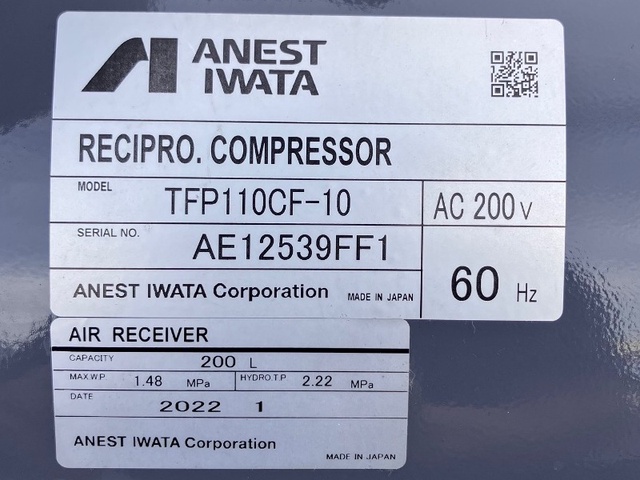 ANEST
IWATA
RECIPRO. COMPRESSOR
MODEL TFP110CF-10 AC 200 V
SERIAL NO. AE12539FF1
60 Hz
ANEST IWATA Corporation MADE IN JAPAN
AIR RECEIVER
CAPACITY 200 L
MAX.W.P 1.48 MPa HYDRO.T.P 2.22 MPa
DATE 2022 1
ANEST IWATA Corporation
MADE IN JAPAN